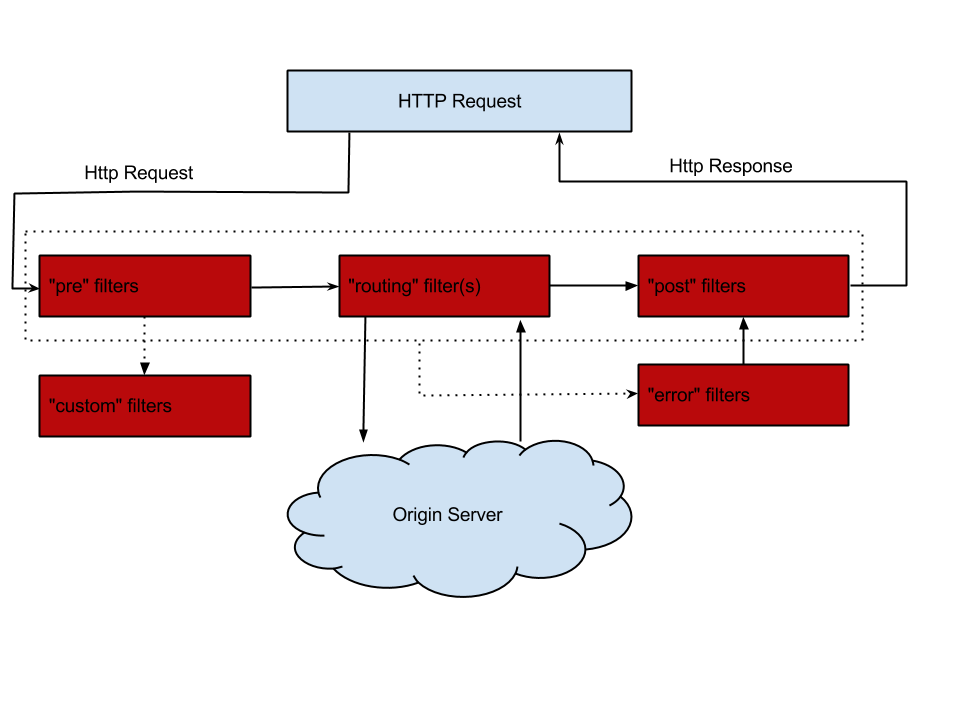 HTTP Request
Http Request
Http Response
"pre" filters
"routing" filter(s)
"post" filters
"custom" filters
"error" filters
Origin Server